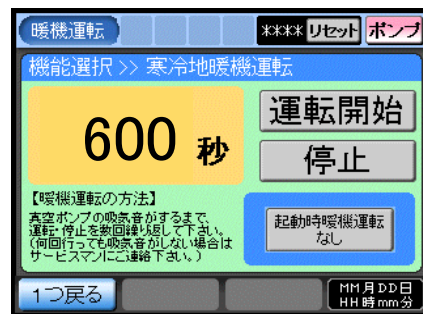 暖機運転
****
リセット
ポンプ
機能選択 >> 寒冷地暖機運転
600 秒
運転開始
停止
【暖機運転の方法】
真空ポンプの吸気音がするまで、
運転・停止を数回繰り返して下さい。
(何回行っても吸気音がしない場合は
サービスマンにご連絡下さい。)
起動時暖機運転
なし
1つ戻る
MM月DD日
HH時mm分